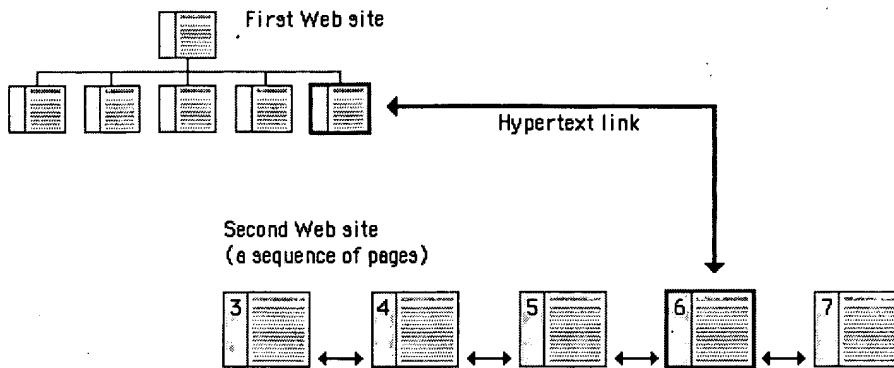 First Web site
Hypertext link
Second Web site
(a sequence of pages)
3 4 5 6 7